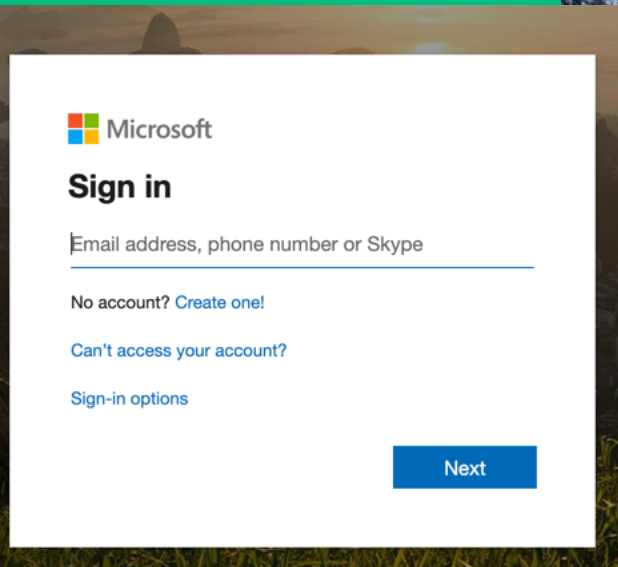 Microsoft
Sign in
Email address, phone number or Skype
No account? Create one!
Can't access your account?
Sign-in options
Next